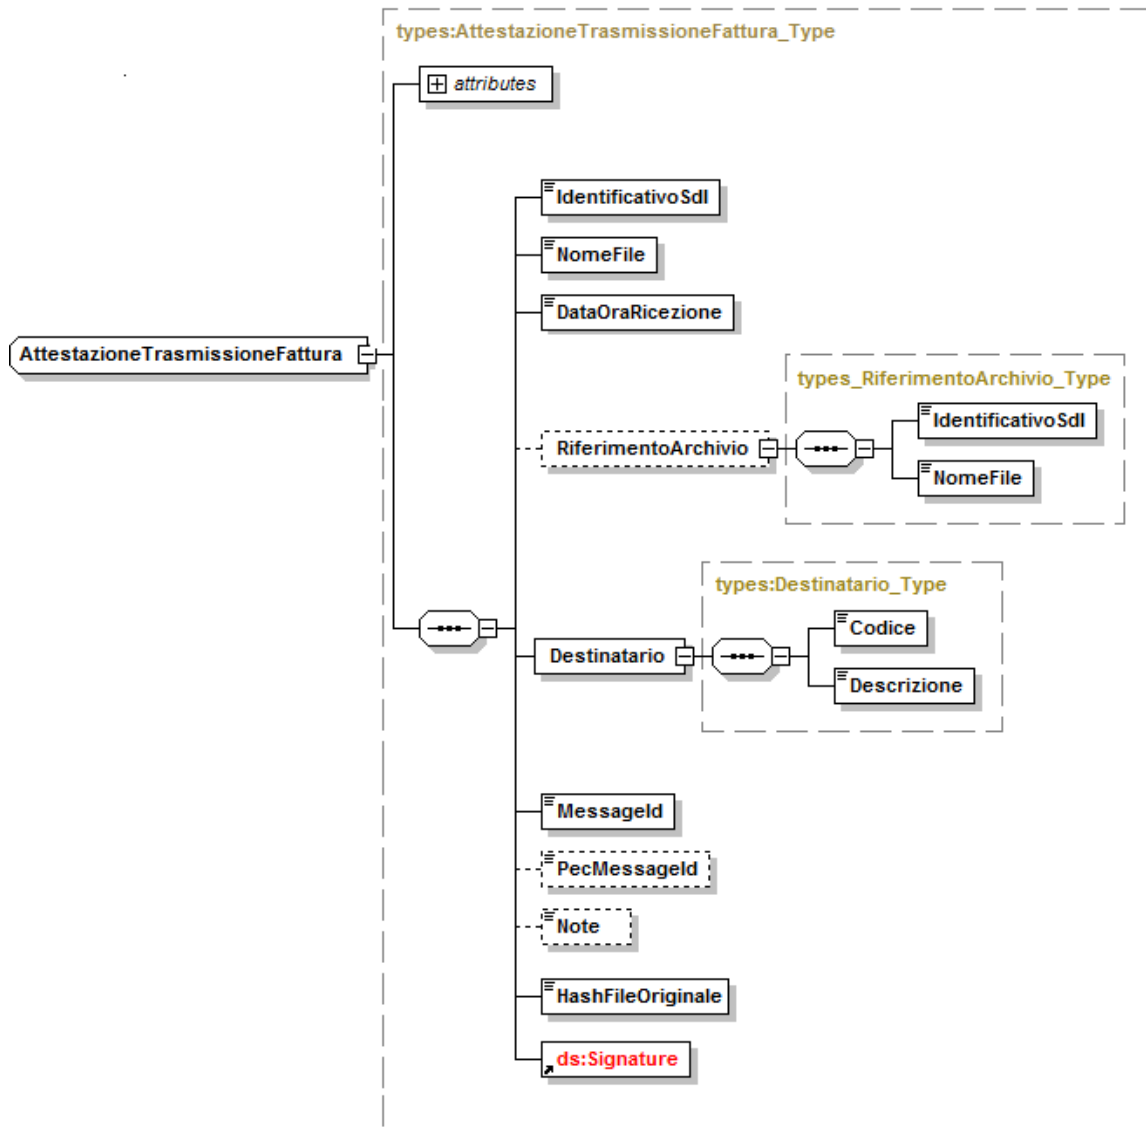 types:AttestazioneTrasmissioneFattura_Type
attributes
IdentificativoSdI
NomeFile
DataOraRicezione
AttestazioneTrasmissioneFattura
types_RiferimentoArchivio_Type
IdentificativoSdI
RiferimentoArchivio
NomeFile
types:Destinatario_Type
Codice
Destinatario
Descrizione
MessageId
PecMessageId
Note
HashFileOriginale
ds:Signature